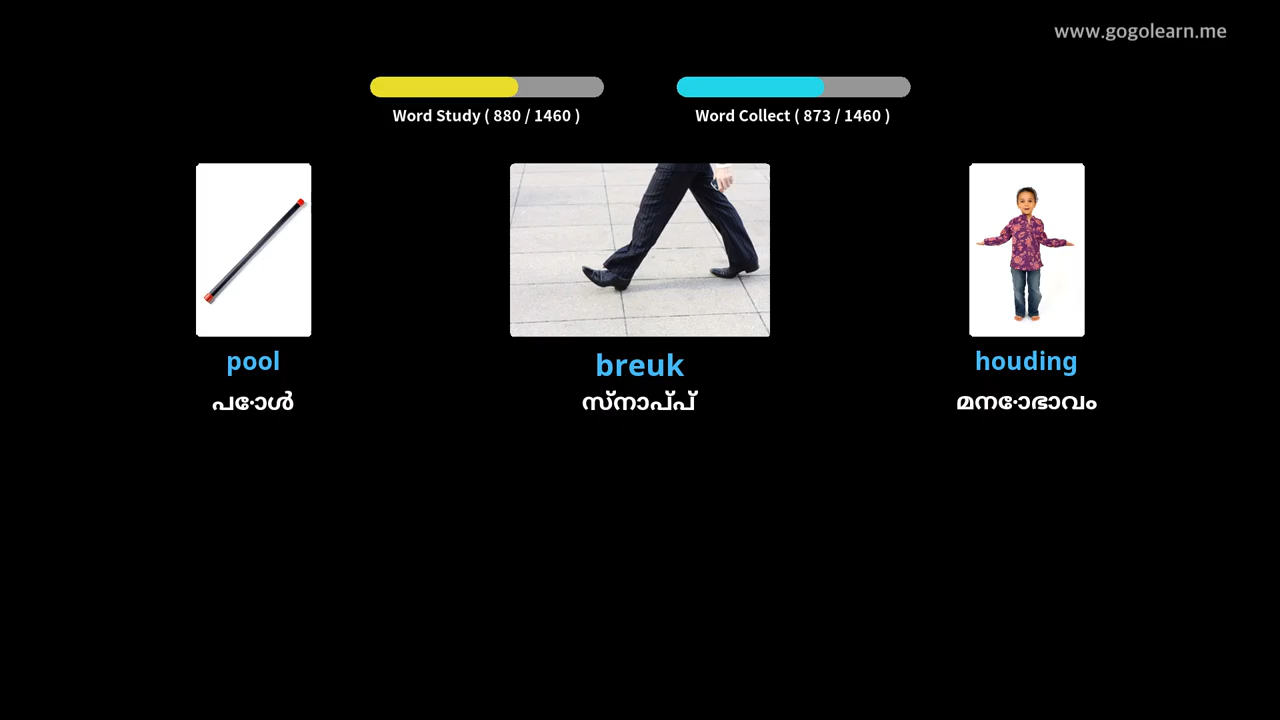 www.gogolearn.me
Word Study ( 880 / 1460 )
Word Collect ( 873 / 1460 )
pool
breuk
houding
പോൾ
സ്നാപ്പ്
മനോഭാവം